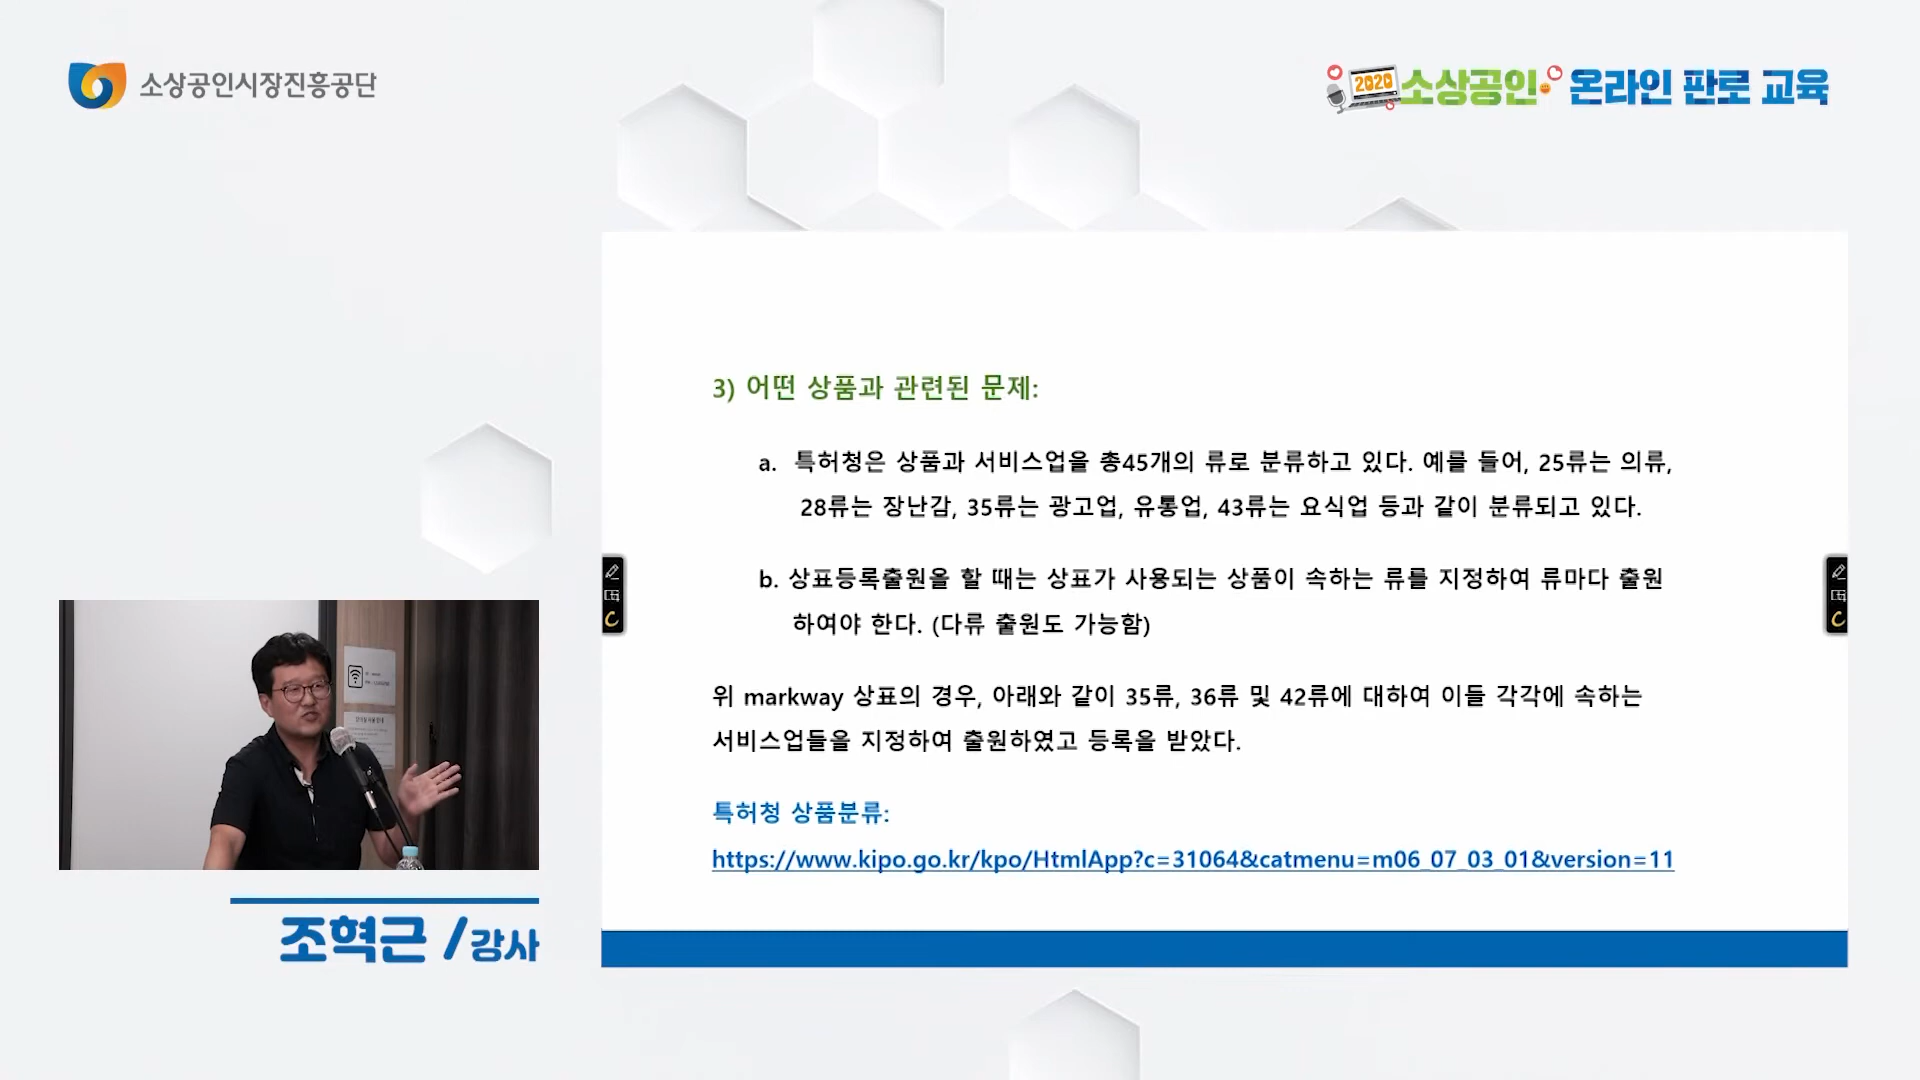 소상공인시장진흥공단
2020 소상공인 온라인 판로 교육
3) 어떤 상품과 관련된 문제:
a. 특허청은 상품과 서비스업을 총45개의 류로 분류하고 있다. 예를 들어, 25류는 의류,
28류는 장난감, 35류는 광고업, 유통업, 43류는 요식업 등과 같이 분류되고 있다.
b. 상표등록출원을 할 때는 상표가 사용되는 상품이 속하는 류를 지정하여 류마다 출원
하여야 한다. (다류 출원도 가능함)
위 markway 상표의 경우, 아래와 같이 35류, 36류 및 42류에 대하여 이들 각각에 속하는
서비스업들을 지정하여 출원하였고 등록을 받았다.
특허청 상품분류:
https://www.kipo.go.kr/kpo/HtmlApp?c=31064&catmenu=m06_07_03_01&version=11
조혁근 / 강사